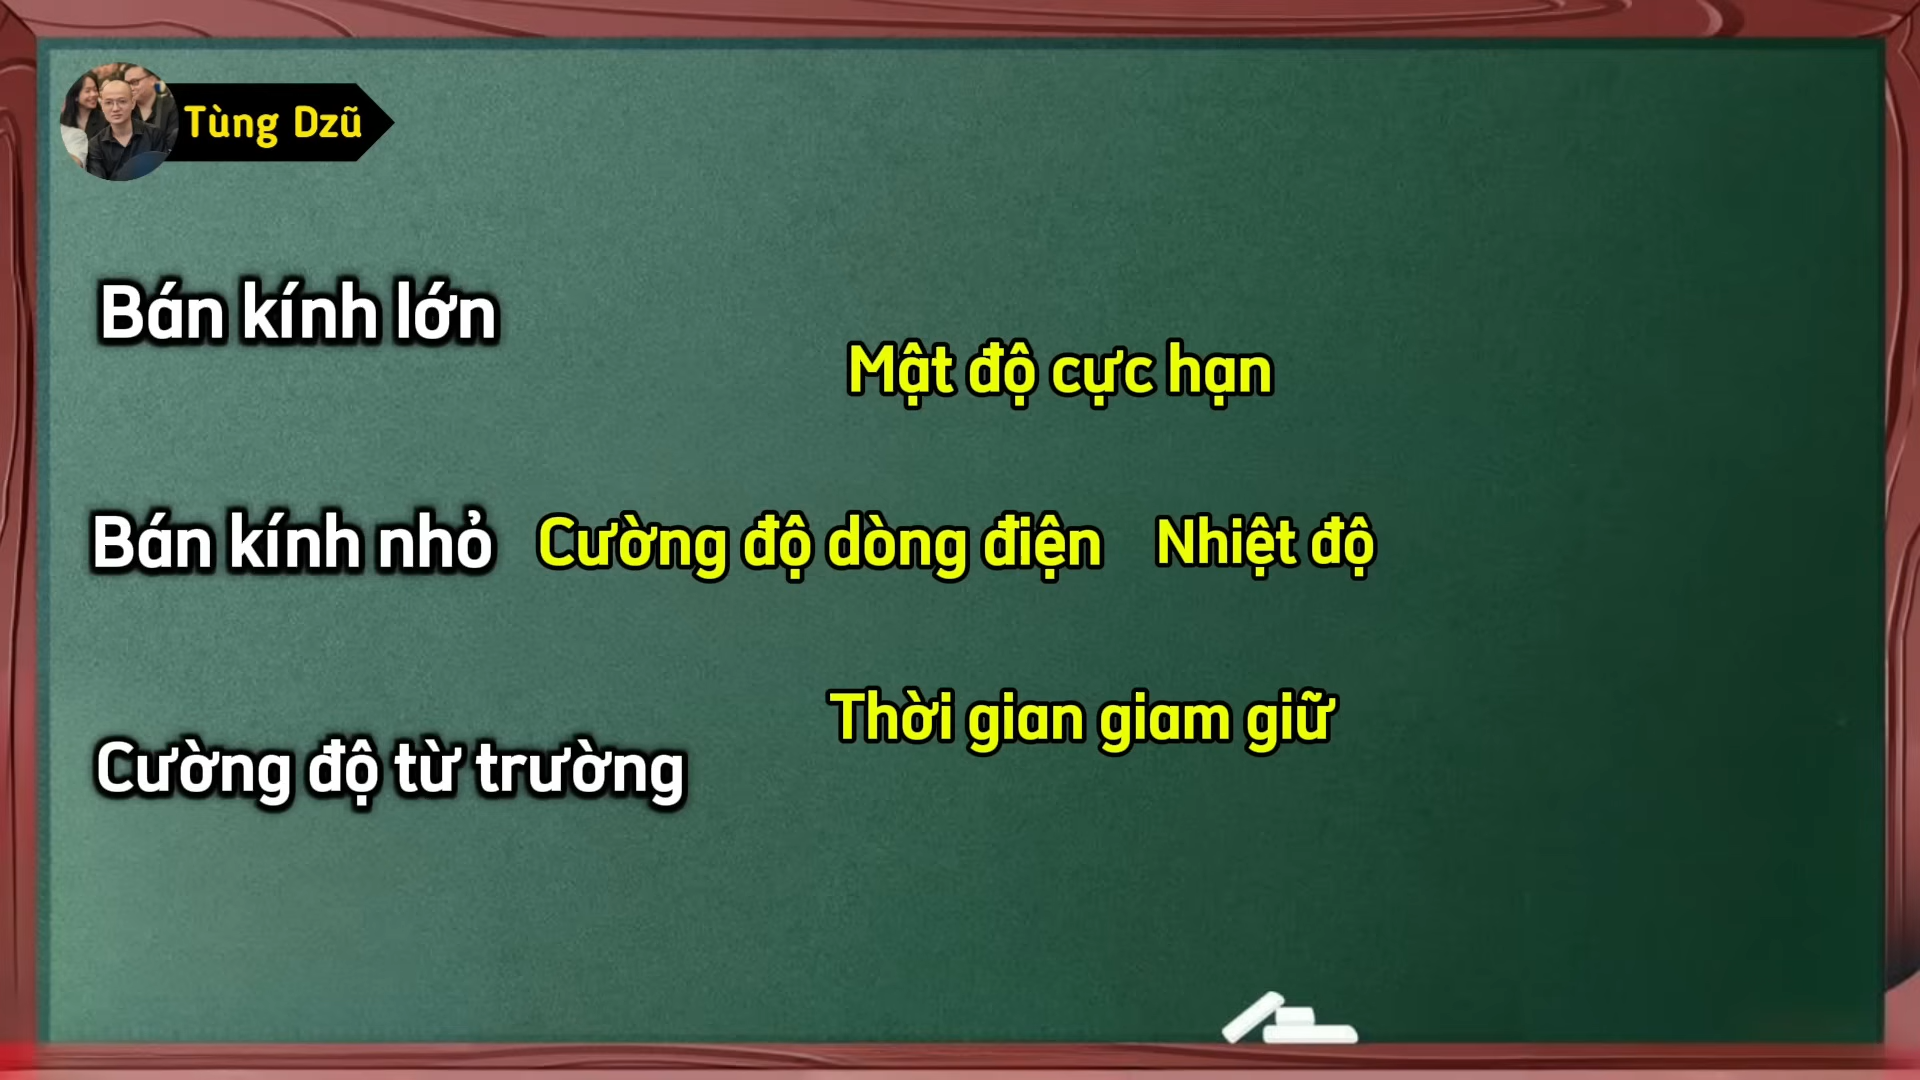 Tùng Dzũ
Bán kính lớn
Mật độ cực hạn
Bán kính nhỏ
Cường độ dòng điện
Nhiệt độ
Thời gian giam giữ
Cường độ từ trường